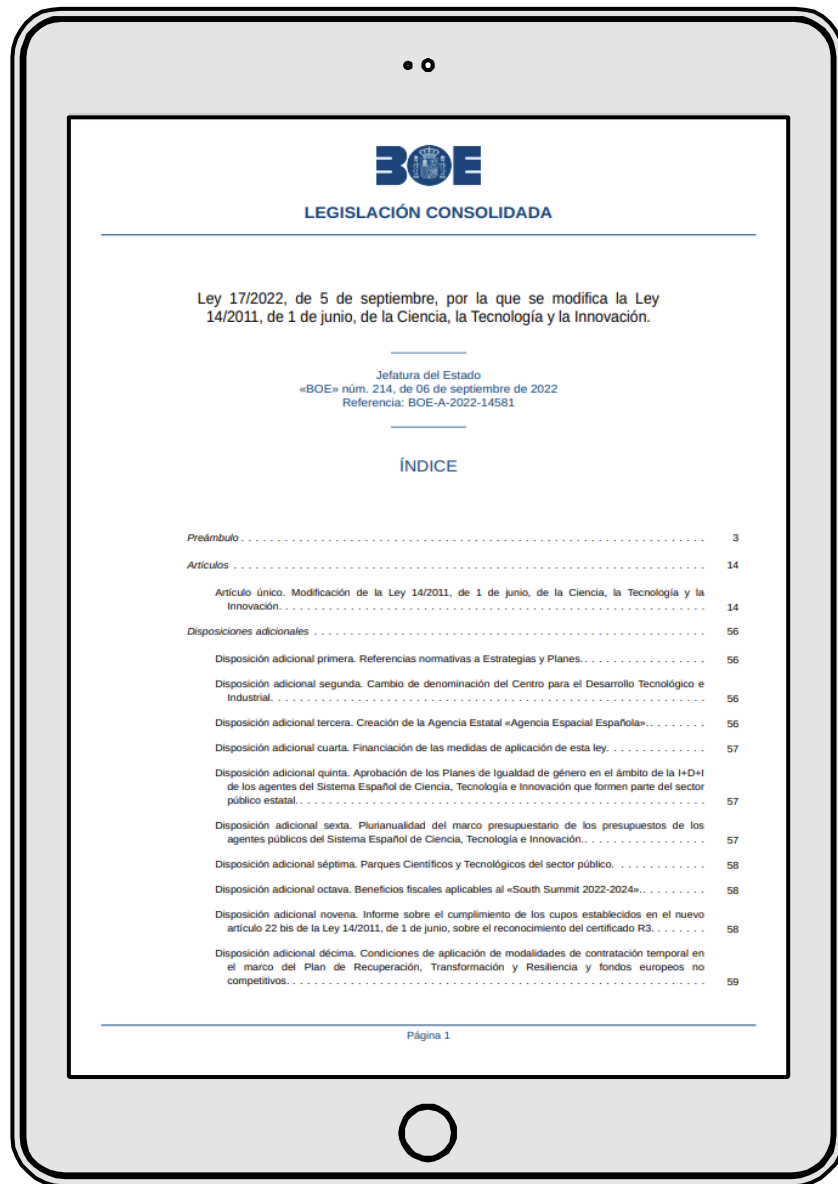 BOE
LEGISLACIÓN CONSOLIDADA
Ley 17/2022, de 5 de septiembre, por la que se modifica la Ley
14/2011, de 1 de junio, de la Ciencia, la Tecnología y la Innovación.
Jefatura del Estado
«BOE» núm. 214, de 06 de septiembre de 2022
Referencia: BOE-A-2022-14581
ÍNDICE
Preámbulo . . . . . . . . . . . . . . . . . . . . 3
Artículos . . . . . . . . . . . . . . . . . . . . 14
Artículo único. Modificación de la Ley 14/2011, de 1 de junio, de la Ciencia, la Tecnología y la
Innovación. . . . . . . . . . . . . . . . . . . . 14
Disposiciones adicionales . . . . . . . . . . . . . . . . . . . . 56
Disposición adicional primera. Referencias normativas a Estrategias y Planes. . . . . . . . . . . . . . . . . . 56
Disposición adicional segunda. Cambio de denominación del Centro para el Desarrollo Tecnológico e
Industrial. . . . . . . . . . . . . . . . . . . . 56
Disposición adicional tercera. Creación de la Agencia Estatal «Agencia Espacial Española». . . . . . . . . 56
Disposición adicional cuarta. Financiación de las medidas de aplicación de esta ley. . . . . . . . . . . . . . 57
Disposición adicional quinta. Aprobación de los Planes de Igualdad de género en el ámbito de la I+D+I
de los agentes del Sistema Español de Ciencia, Tecnología e Innovación que formen parte del sector
público estatal. . . . . . . . . . . . . . . . . . . . 57
Disposición adicional sexta. Plurianualidad del marco presupuestario de los presupuestos de los
agentes públicos del Sistema Español de Ciencia, Tecnología e Innovación. . . . . . . . . . . . . . . . . . 57
Disposición adicional séptima. Parques Científicos y Tecnológicos del sector público. . . . . . . . . . . . . 58
Disposición adicional octava. Beneficios fiscales aplicables al «South Summit 2022-2024». . . . . . . . . . 58
Disposición adicional novena. Informe sobre el cumplimiento de los cupos establecidos en el nuevo
artículo 22 bis de la Ley 14/2011, de 1 de junio, sobre el reconocimiento del certificado R3. . . . . . . . 58
Disposición adicional décima. Condiciones de aplicación de modalidades de contratación temporal en
el marco del Plan de Recuperación, Transformación y Resiliencia y fondos europeos no
competitivos. . . . . . . . . . . . . . . . . . . . 59
Página 1